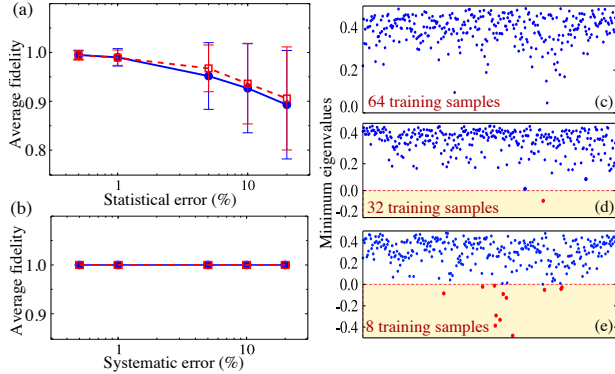 (a)
Average fidelity
1.0
0.9
0.8
1
10
Statistical error (%)
(b)
Average fidelity
1.0
0.9
1
10
Systematic error (%)
Minimum eigenvalues
0.4
0.2
0.0
64 training samples
(c)
0.4
0.2
0.0
-0.2
32 training samples
(d)
0.4
0.2
0.0
-0.2
-0.4
8 training samples
(e)